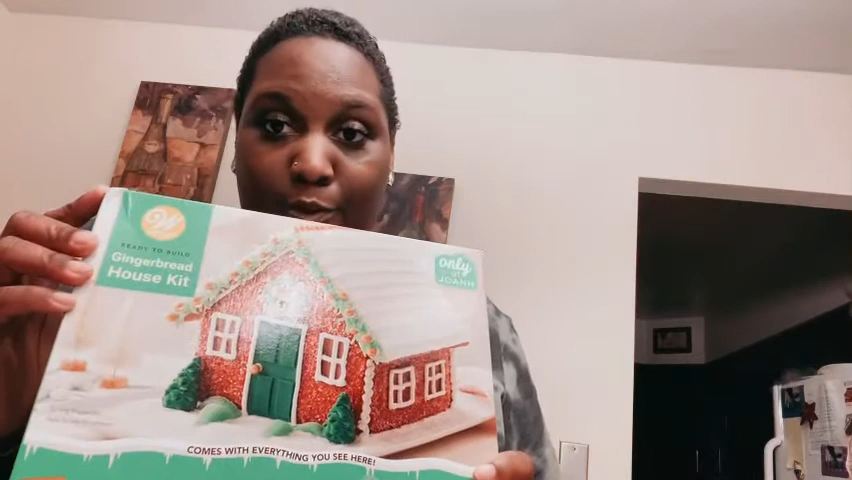 W
READY TO BUILD
Gingerbread
House Kit
only
at
JOANN
COMES WITH EVERYTHING YOU SEE HERE!